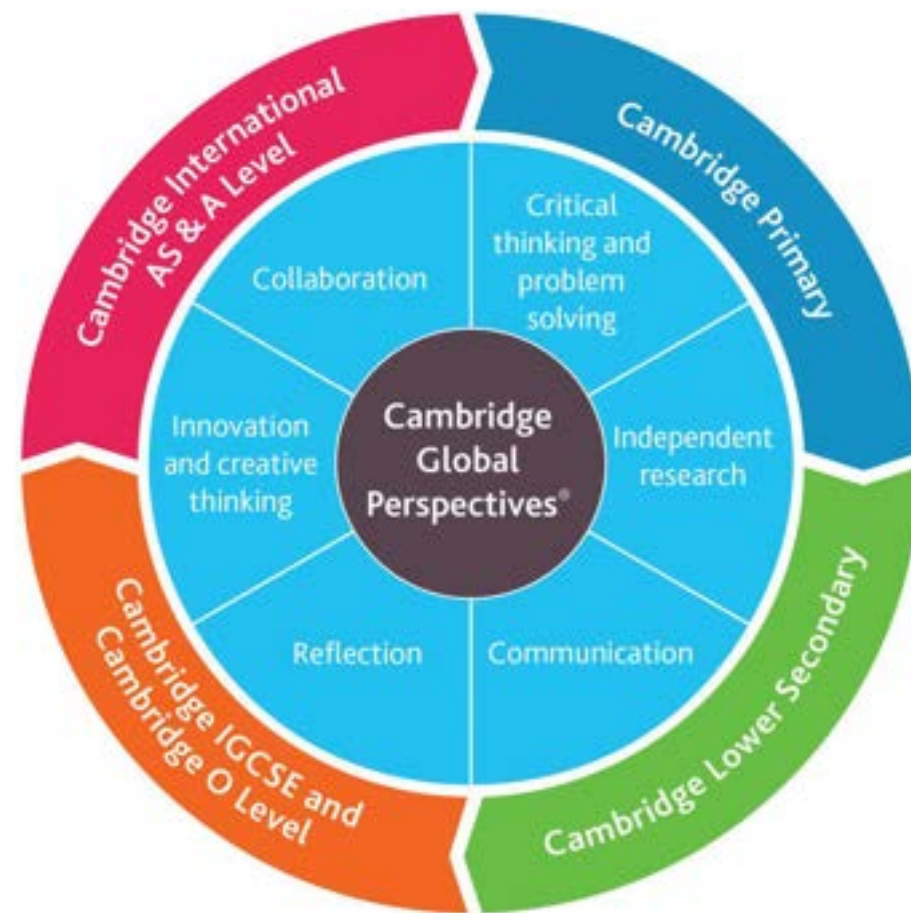 Cambridge
Global
Perspectives®
Critical
thinking and
problem
solving
Independent
research
Communication
Reflection
Innovation
and creative
thinking
Collaboration
Cambridge Primary
Cambridge Lower Secondary
Cambridge IGCSE and
Cambridge O Level
Cambridge International
AS & A Level